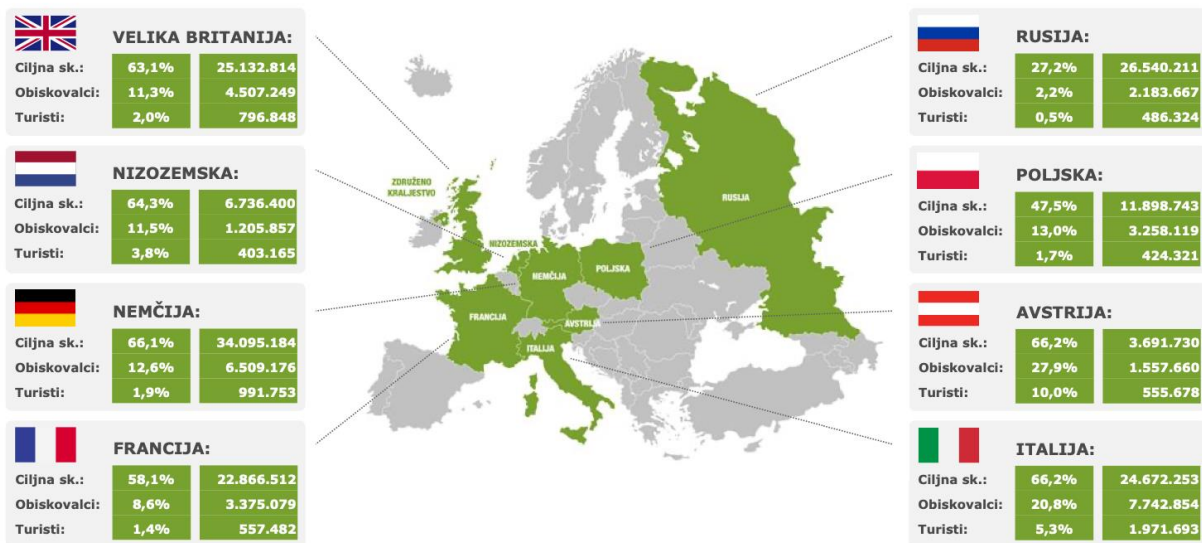 VELIKA BRITANIJA:
Ciljna sk.: 63,1% 25.132.814
Obiskovalci: 11,3% 4.507.249
Turisti: 2,0% 796.848
NIZOZEMSKA:
Ciljna sk.: 64,3% 6.736.400
Obiskovalci: 11,5% 1.205.857
Turisti: 3,8% 403.165
NEMČIJA:
Ciljna sk.: 66,1% 34.095.184
Obiskovalci: 12,6% 6.509.176
Turisti: 1,9% 991.753
FRANCIJA:
Ciljna sk.: 58,1% 22.866.512
Obiskovalci: 8,6% 3.375.079
Turisti: 1,4% 557.482
ZDRUŽENO
KRALJESTVO
NIZOZEMSKA
NEMČIJA
POLJSKA
RUSIJA
FRANCIJA
AVSTRIJA
ITALIJA
RUSIJA:
Ciljna sk.: 27,2% 26.540.211
Obiskovalci: 2,2% 2.183.667
Turisti: 0,5% 486.324
POLJSKA:
Ciljna sk.: 47,5% 11.898.743
Obiskovalci: 13,0% 3.258.119
Turisti: 1,7% 424.321
AVSTRIJA:
Ciljna sk.: 66,2% 3.691.730
Obiskovalci: 27,9% 1.557.660
Turisti: 10,0% 555.678
ITALIJA:
Ciljna sk.: 66,2% 24.672.253
Obiskovalci: 20,8% 7.742.854
Turisti: 5,3% 1.971.693